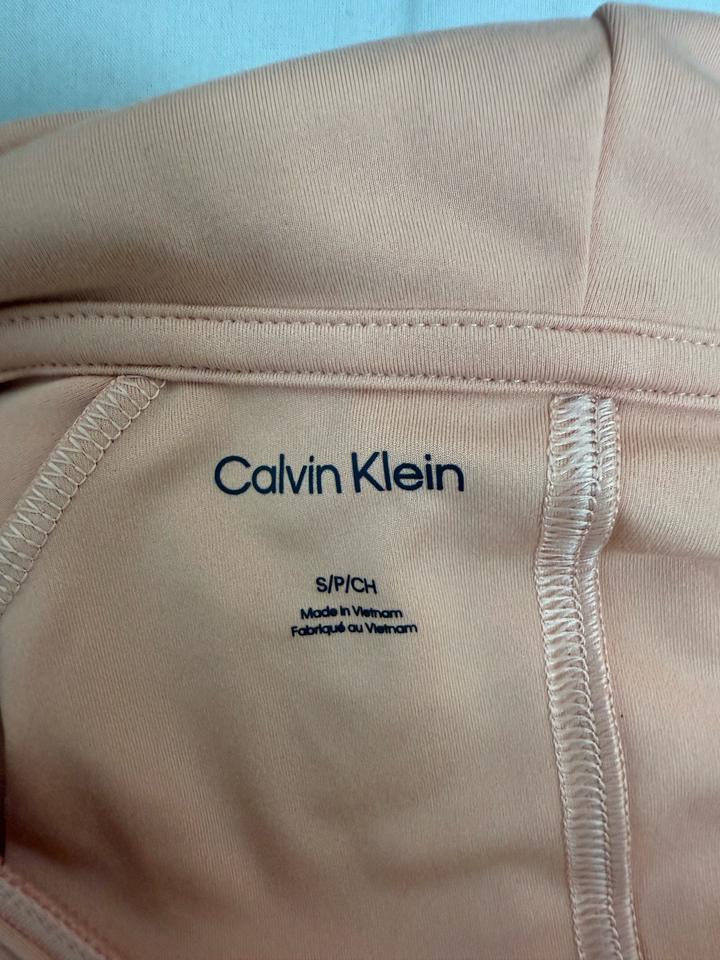 Calvin Klein
S/P/CH
Made in Vietnam
Fabriqué au Vietnam